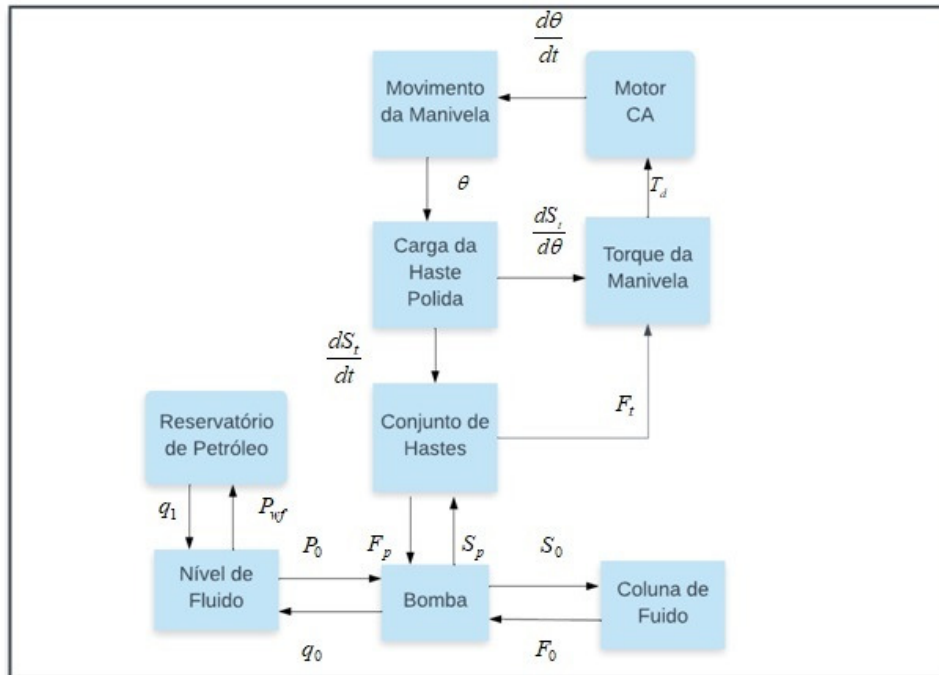 dθ
dt
Movimento
da Manivela
Motor
CA
θ
T_d
Carga da
Haste
Polida
dS_t
dθ
Torque da
Manivela
dS_t
dt
Reservatório
de Petróleo
Conjunto de
Hastes
F_t
q_1
P_wf
P_0
F_p
S_p
S_0
Nível de
Fluido
Bomba
Coluna de
Fuido
q_0
F_0